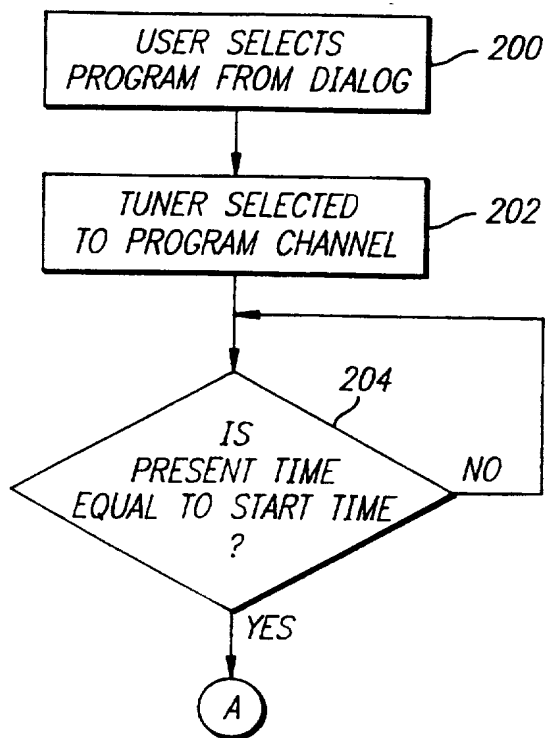 USER SELECTS
PROGRAM FROM DIALOG
200
TUNER SELECTED
TO PROGRAM CHANNEL
202
204
IS
PRESENT TIME
EQUAL TO START TIME
?
NO
YES
A